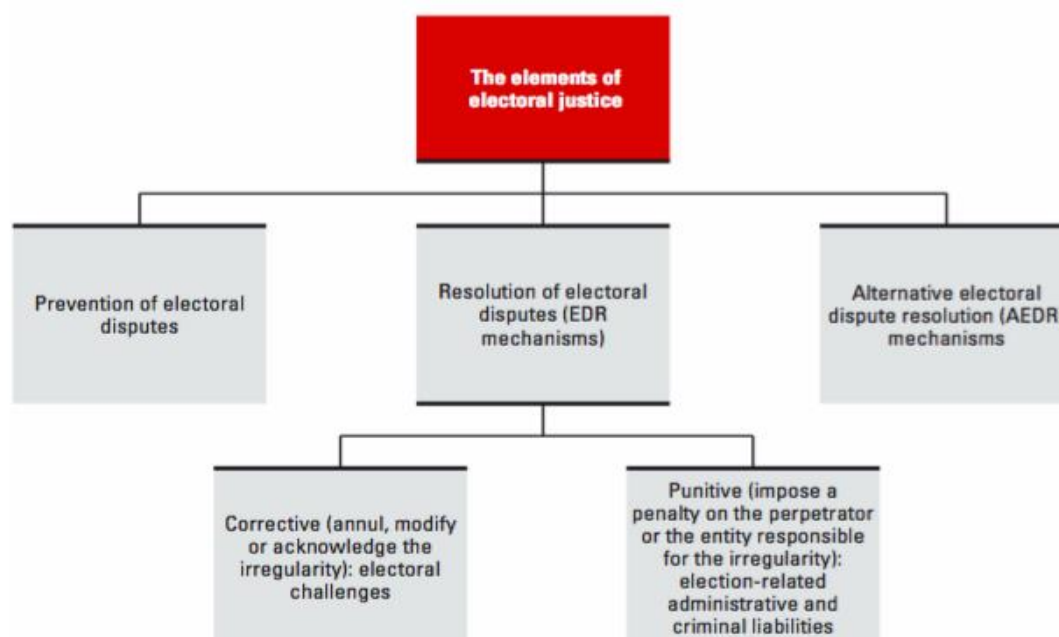 The elements of
electoral justice
Prevention of electoral
disputes
Resolution of electoral
disputes (EDR
mechanisms)
Alternative electoral
dispute resolution (AEDR
mechanisms
Corrective (annul, modify
or acknowledge the
irregularity): electoral
challenges
Punitive (impose a
penalty on the perpetrator
or the entity responsible
for the irregularity):
election-related
administrative and
criminal liabilities